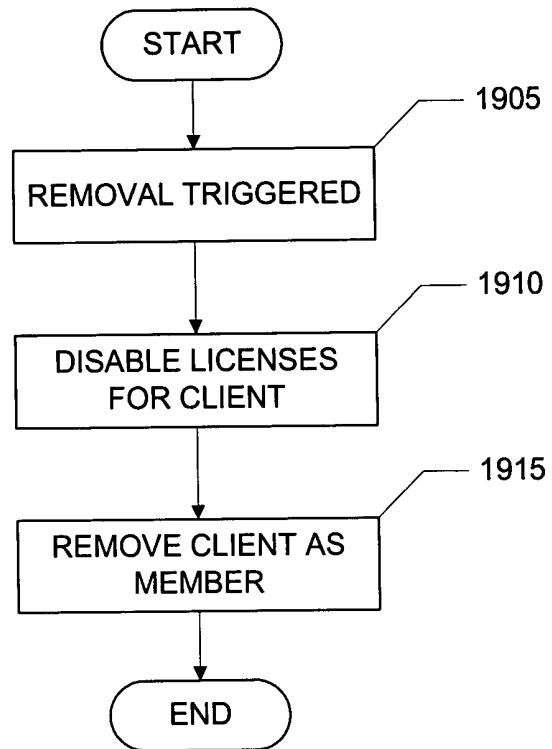 START
1905
REMOVAL TRIGGERED
1910
DISABLE LICENSES
FOR CLIENT
1915
REMOVE CLIENT AS
MEMBER
END